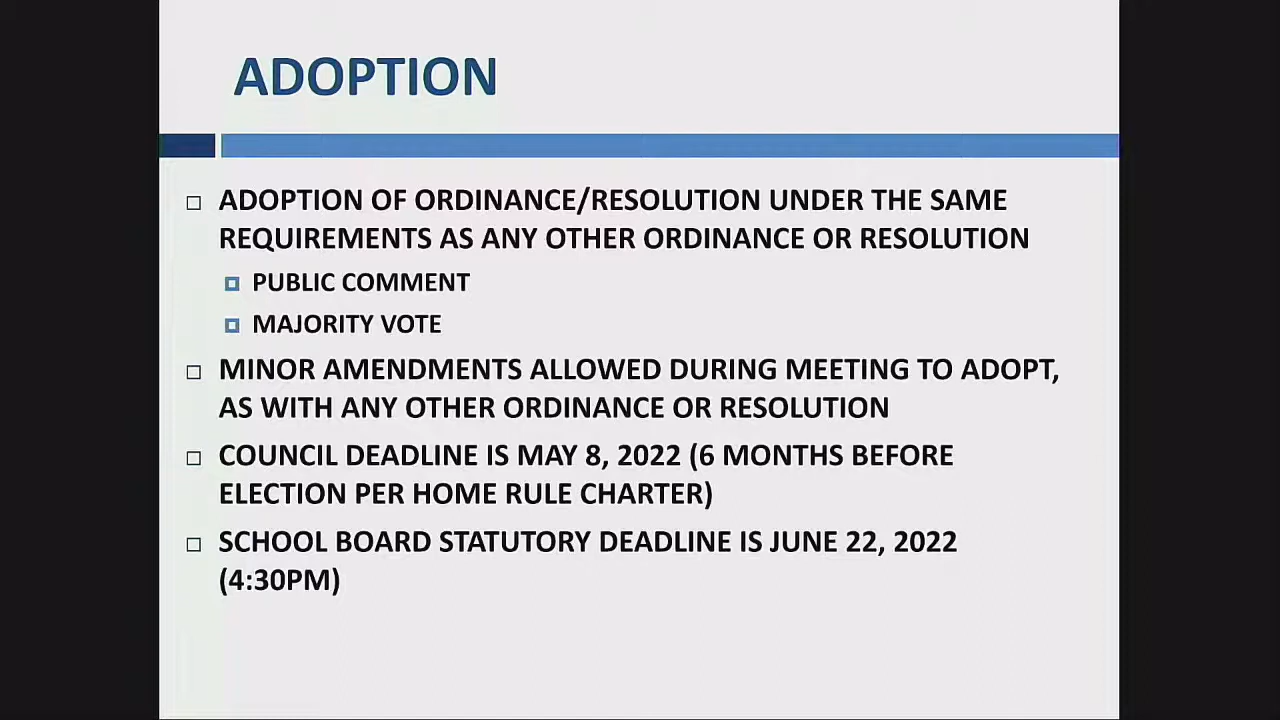 ADOPTION
ADOPTION OF ORDINANCE/RESOLUTION UNDER THE SAME
REQUIREMENTS AS ANY OTHER ORDINANCE OR RESOLUTION
PUBLIC COMMENT
MAJORITY VOTE
MINOR AMENDMENTS ALLOWED DURING MEETING TO ADOPT,
AS WITH ANY OTHER ORDINANCE OR RESOLUTION
COUNCIL DEADLINE IS MAY 8, 2022 (6 MONTHS BEFORE
ELECTION PER HOME RULE CHARTER)
SCHOOL BOARD STATUTORY DEADLINE IS JUNE 22, 2022
(4:30PM)